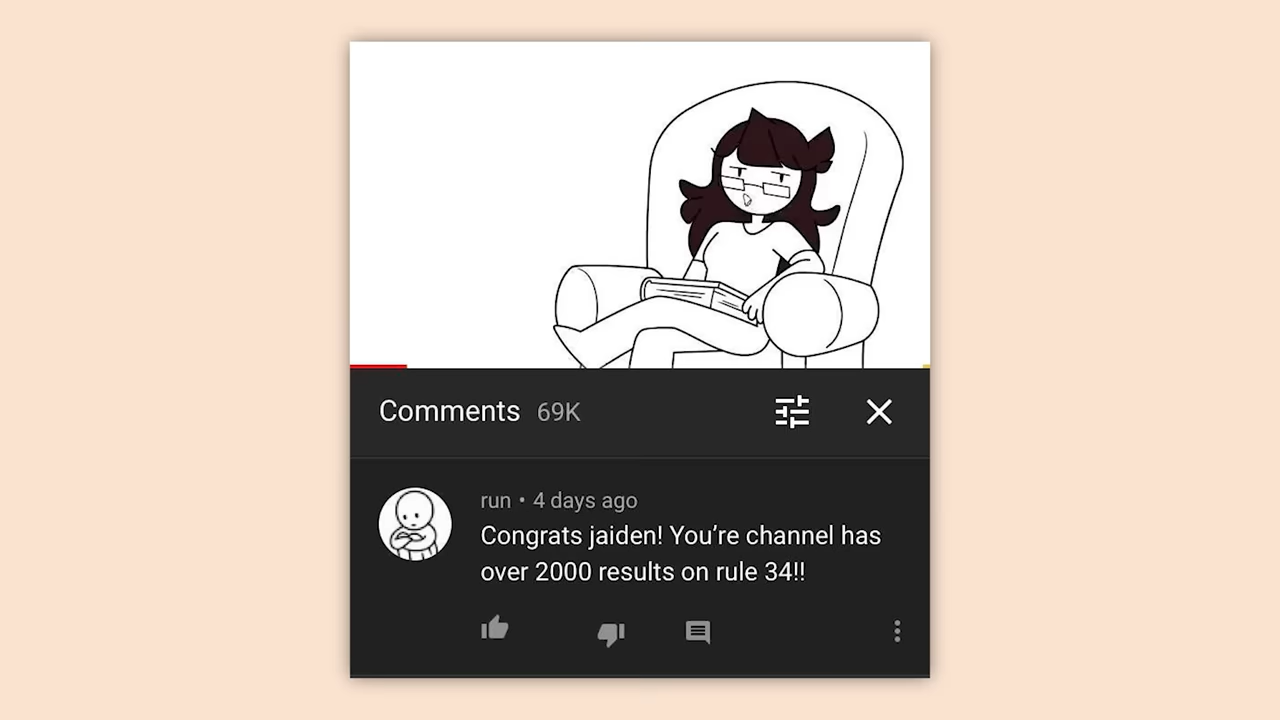 Comments 69K
run • 4 days ago
Congrats jaiden! You’re channel has
over 2000 results on rule 34!!